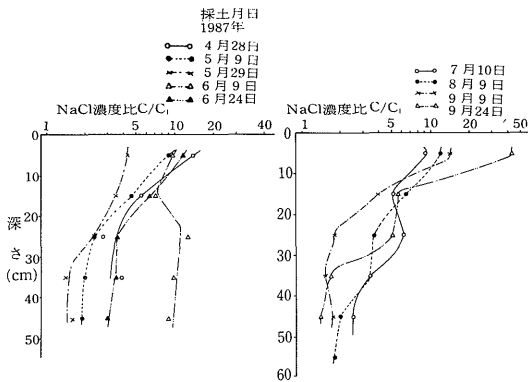 採土月日
1987年
4月28日
5月 9日
5月29日
6月 9日
6月24日
NaCl濃度比C/Cᵢ
1 4 10 20 40
0
10
20
30
40
50
深さ
(cm)
7月10日
8月 9日
9月 9日
9月24日
NaCl濃度比 C/Cᵢ
1 5 10 50
0
10
20
30
40
50
60